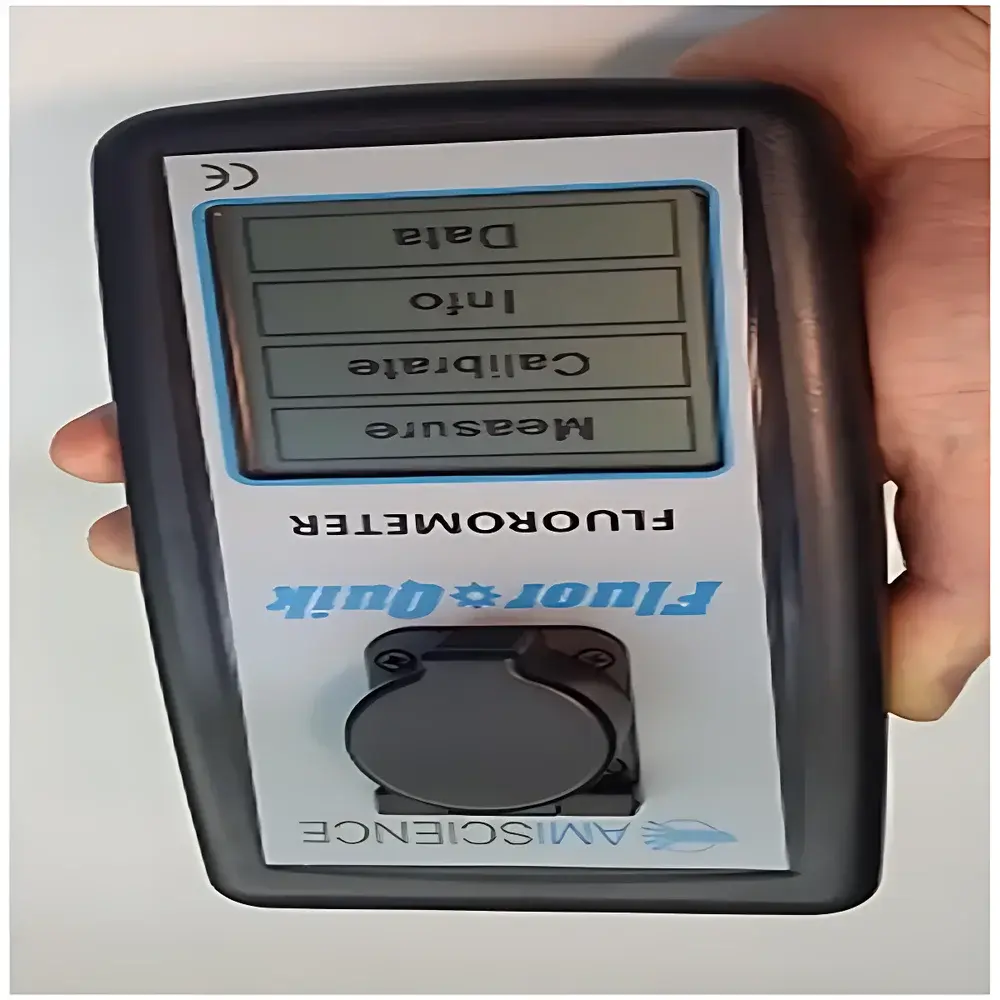 AMISCIENCE
Fluor Quik
FLUOROMETER
Measure
Calibrate
Info
Data
CE